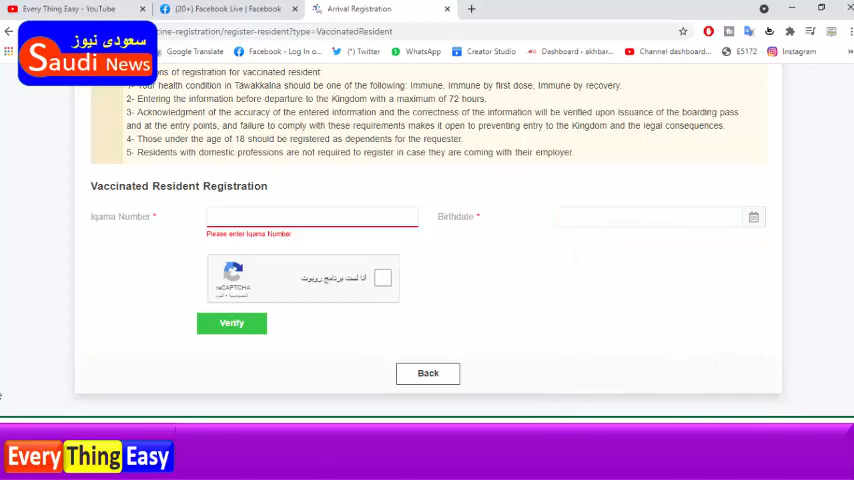 Every Thing Easy - YouTube
(20+) Facebook Live | Facebook
Arrival Registration
cine-registration/register-resident?type=VaccinatedResident
Google Translate
Facebook - Log In o...
(*) Twitter
WhatsApp
Creator Studio
Dashboard ‹ akhbar...
Channel dashboard...
E5172
Instagram
سعودی نیوز
Saudi News
ons of registration for vaccinated resident:
1- Your health condition in Tawakkalna should be one of the following: Immune, Immune by first dose, Immune by recovery.
2- Entering the information before departure to the Kingdom with a maximum of 72 hours.
3- Acknowledgment of the accuracy of the entered information and the correctness of the information will be verified upon issuance of the boarding pass
and at the entry points, and failure to comply with these requirements makes it open to preventing entry to the Kingdom and the legal consequences.
4- Those under the age of 18 should be registered as dependents for the requester.
5- Residents with domestic professions are not required to register in case they are coming with their employer.
Vaccinated Resident Registration
Iqama Number *
Birthdate *
Please enter Iqama Number
أنا لست برنامج روبوت
reCAPTCHA
الخصوصية - البنود
Verify
Back
Every Thing Easy